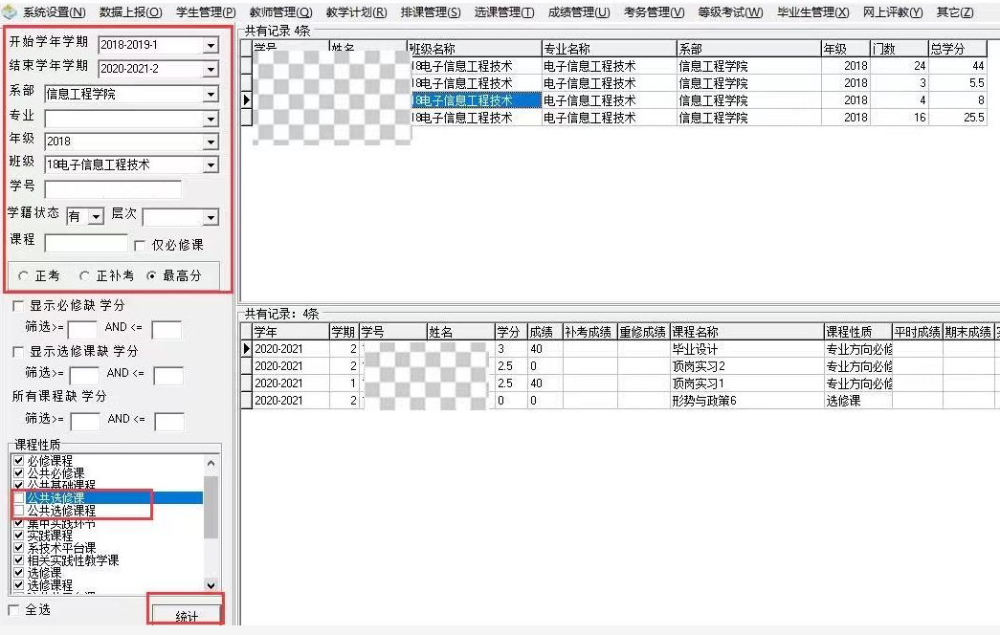 系统设置(N) 数据上报(O) 学生管理(P) 教师管理(Q) 教学计划(R) 排课管理(S) 选课管理(T) 成绩管理(U) 考务管理(V) 等级考试(W) 毕业生管理(X) 网上评教(Y) 其它(Z)
开始学年学期 2018-2019-1
结束学年学期 2020-2021-2
系部 信息工程学院
专业
年级 2018
班级 18电子信息工程技术
学号
学籍状态 有 层次
课程 仅必修课
正考 正补考 最高分
显示必修缺 学分
筛选>= AND <=
显示选修课缺 学分
筛选>= AND <=
所有课程缺 学分
筛选>= AND <=
课程性质
必修课程
公共必修课
公共基础课程
公共选修课
公共选修课程
集中实践环节
实践课程
系技术平台课
相关实践性教学课
选修课
选修课程
全选
统计
共有记录 4条
学号 姓名 班级名称 专业名称 系部 年级 门数 总学分
18电子信息工程技术 电子信息工程技术 信息工程学院 2018 24 44
18电子信息工程技术 电子信息工程技术 信息工程学院 2018 3 5.5
18电子信息工程技术 电子信息工程技术 信息工程学院 2018 4 8
18电子信息工程技术 电子信息工程技术 信息工程学院 2018 16 25.5
共有记录：4条
学年 学期 学号 姓名 学分 成绩 补考成绩 重修成绩 课程名称 课程性质 平时成绩 期末成绩
2020-2021 2 3 40 毕业设计 专业方向必修
2020-2021 2 2.5 0 顶岗实习2 专业方向必修
2020-2021 1 2.5 40 顶岗实习1 专业方向必修
2020-2021 2 0 0 形势与政策6 选修课